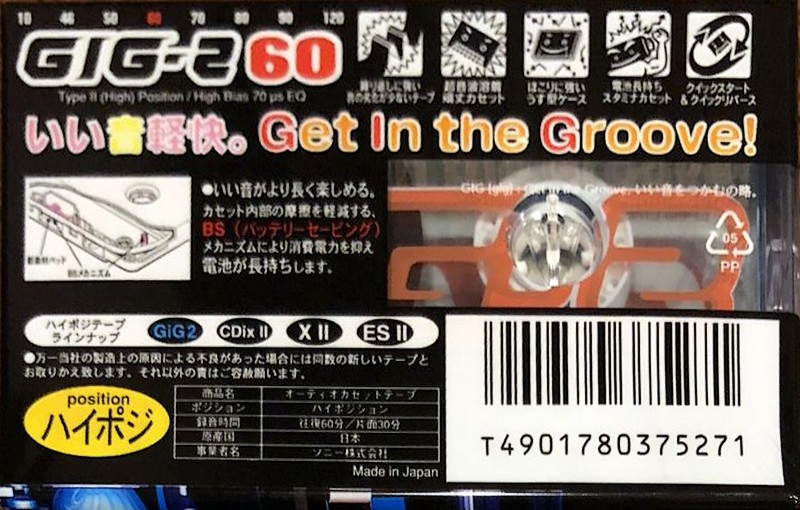 10 46 50 60 70 80 90 120
GIG-2 60
Type II (High) Position / High Bias 70 μs EQ
繰り返しに強い
音の劣化が少ないテープ
超音波溶着
頑丈カセット
ほこりに強い
うす型ケース
電池長持ち
スタミナカセット
クイックスタート
&クイックリバース
いい音軽快。Get In the Groove!
●いい音がより長く楽しめる。
カセット内部の摩擦を軽減する、
BS(バッテリーセービング)
メカニズムにより消費電力を抑え
電池が長持ちします。
BSメカニズム
GIG [gig] : Get in the Groove. いい音をつかむの略。
05
PP
ハイポジテープ
ラインナップ
GiG2 CDix II X II ES II
●万一当社の製造上の原因による不良があった場合には同数の新しいテープと
お取りかえ致します。それ以外の責はご容赦願います。
position
ハイポジ
商品名 オーディオカセットテープ
ポジション ハイポジション
録音時間 往復60分/片面30分
原産国 日本
事業者名 ソニー株式会社
Made in Japan
T4901780375271